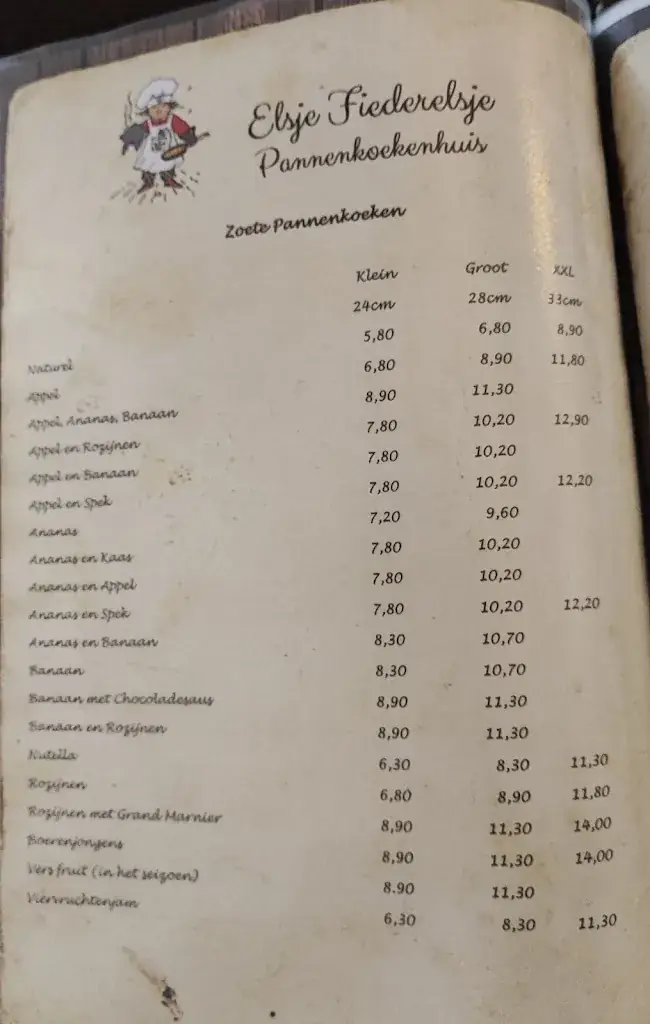 Elsje Fiederelsje
Pannenkoekenhuis
Zoete Pannenkoeken
Klein Groot XXL
24cm 28cm 33cm
Naturel 5,80 6,80 8,90
Appel 6,80 8,90 11,80
Appel, Ananas, Banaan 8,90 11,30
Appel en Rozijnen 7,80 10,20 12,90
Appel en Banaan 7,80 10,20
Appel en Spek 7,80 10,20 12,20
Ananas 7,20 9,60
Ananas en Kaas 7,80 10,20
Ananas en Appel 7,80 10,20
Ananas en Spek 7,80 10,20 12,20
Ananas en Banaan 8,30 10,70
Banaan 8,30 10,70
Banaan met Chocoladesaus 8,90 11,30
Banaan en Rozijnen 8,90 11,30
Nutella 6,30 8,30 11,30
Rozijnen 6,80 8,90 11,80
Rozijnen met Grand Marnier 8,90 11,30 14,00
Boerenjongens 8,90 11,30 14,00
Vers fruit (in het seizoen) 8.90 11,30
Viervruchtenjam 6,30 8,30 11,30